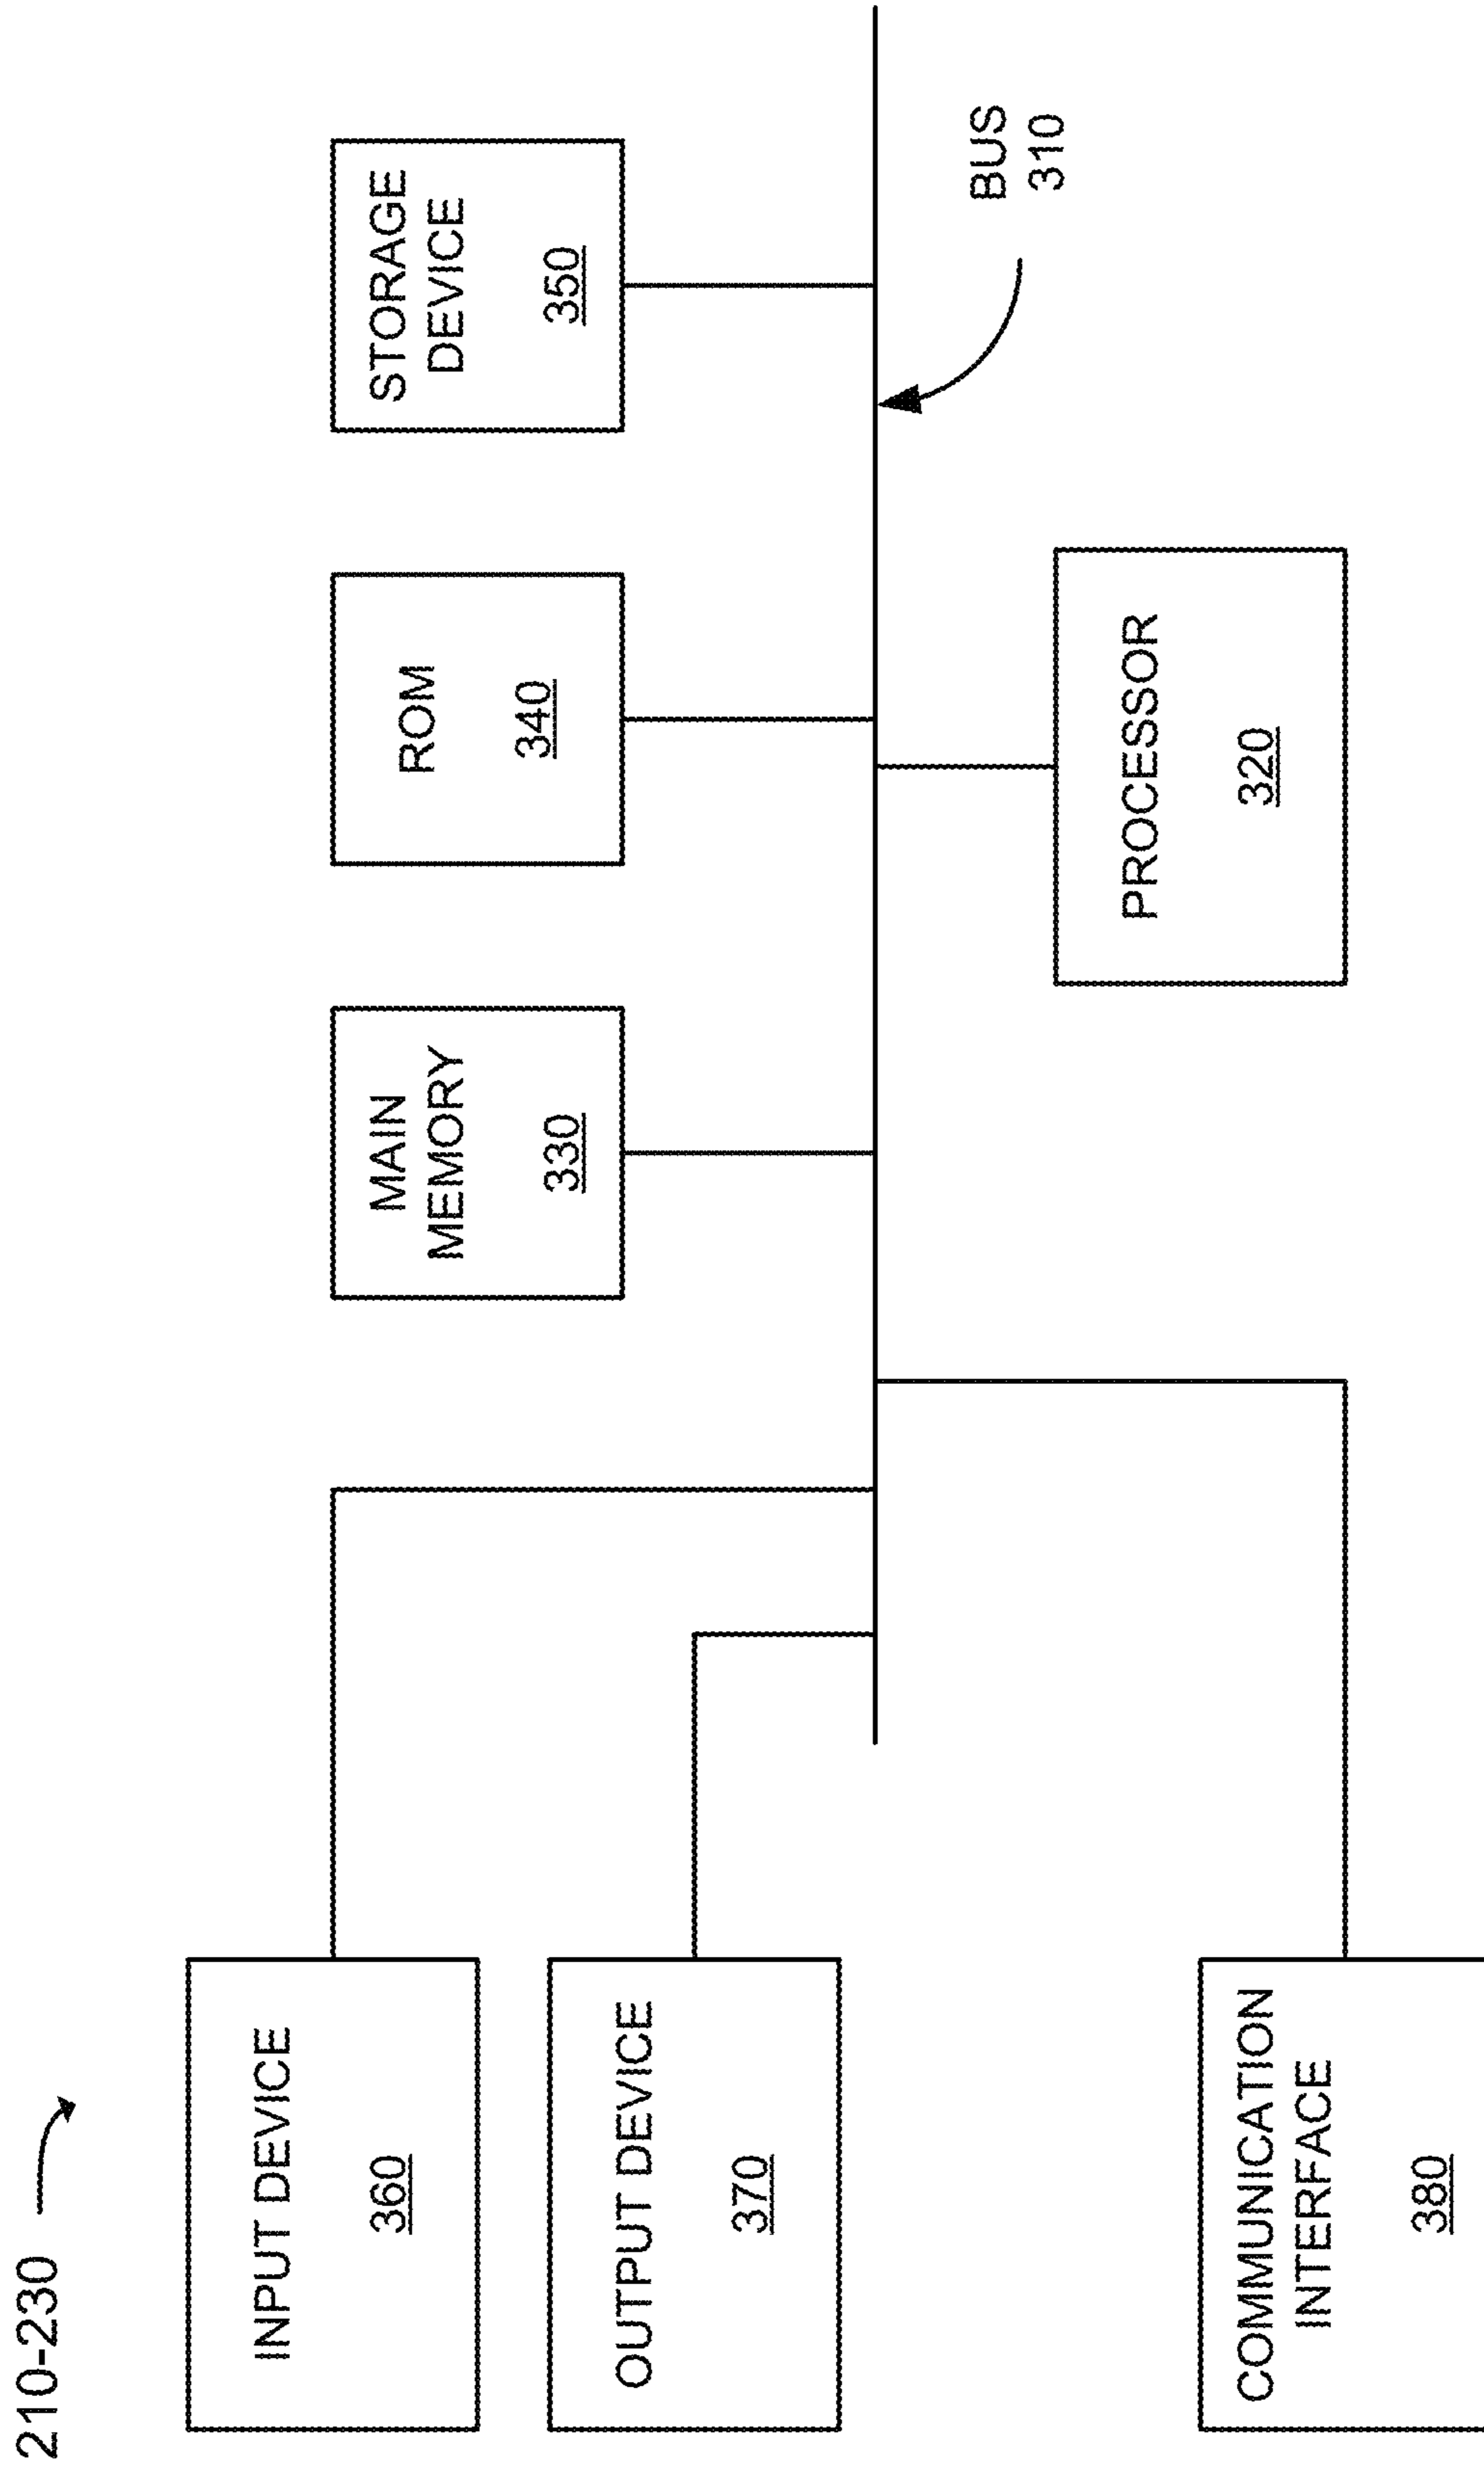 210-230
INPUT DEVICE
360
OUTPUT DEVICE
370
COMMUNICATION
INTERFACE
380
MAIN
MEMORY
330
ROM
340
STORAGE
DEVICE
350
PROCESSOR
320
BUS
310